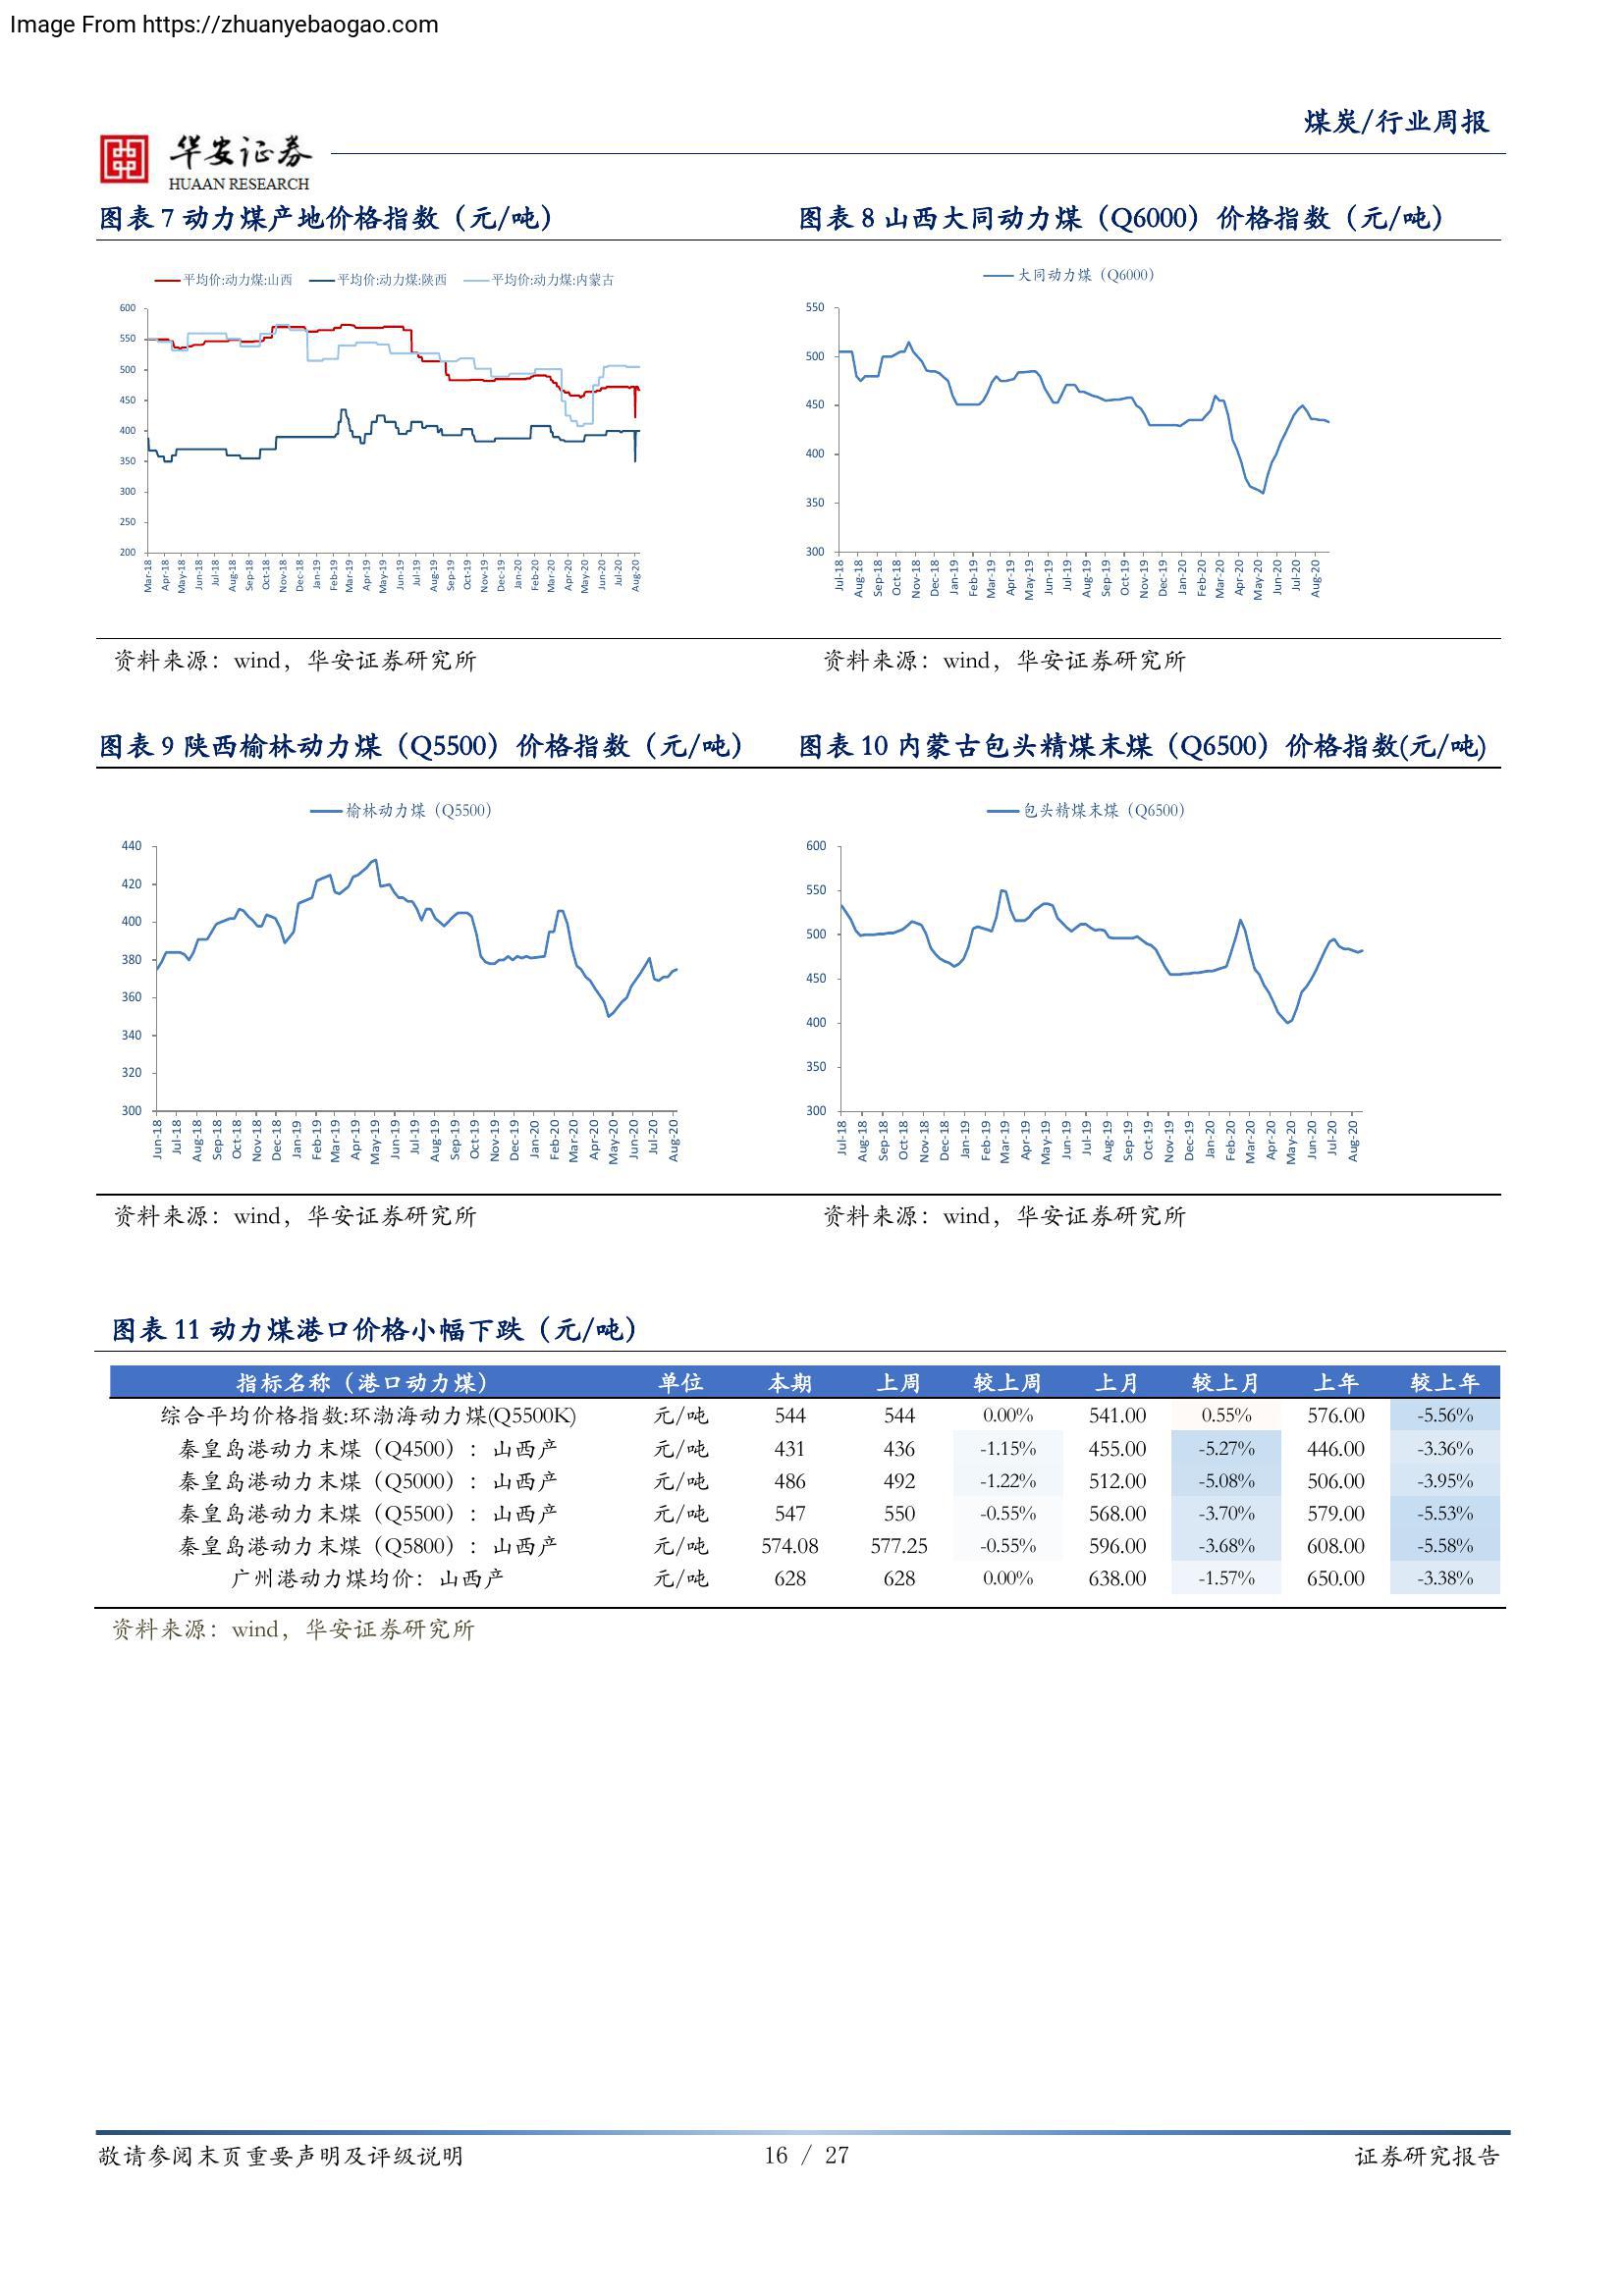 Image From https://zhuanyebaogao.com
煤炭/行业周报
华安证券
HUAAN RESEARCH
图表 7 动力煤产地价格指数（元/吨）
图表 8 山西大同动力煤（Q6000）价格指数（元/吨）
平均价:动力煤:山西 平均价:动力煤:陕西 平均价:动力煤:内蒙古
600
550
500
450
400
350
300
250
200
Mar-18 Apr-18 May-18 Jun-18 Jul-18 Aug-18 Sep-18 Oct-18 Nov-18 Dec-18 Jan-19 Feb-19 Mar-19 Apr-19 May-19 Jun-19 Jul-19 Aug-19 Sep-19 Oct-19 Nov-19 Dec-19 Jan-20 Feb-20 Mar-20 Apr-20 May-20 Jun-20 Jul-20 Aug-20
大同动力煤（Q6000）
550
500
450
400
350
300
Jul-18 Aug-18 Sep-18 Oct-18 Nov-18 Dec-18 Jan-19 Feb-19 Mar-19 Apr-19 May-19 Jun-19 Jul-19 Aug-19 Sep-19 Oct-19 Nov-19 Dec-19 Jan-20 Feb-20 Mar-20 Apr-20 May-20 Jun-20 Jul-20 Aug-20
资料来源：wind，华安证券研究所
资料来源：wind，华安证券研究所
图表 9 陕西榆林动力煤（Q5500）价格指数（元/吨）
图表 10 内蒙古包头精煤末煤（Q6500）价格指数(元/吨)
榆林动力煤（Q5500）
440
420
400
380
360
340
320
300
Jun-18 Jul-18 Aug-18 Sep-18 Oct-18 Nov-18 Dec-18 Jan-19 Feb-19 Mar-19 Apr-19 May-19 Jun-19 Jul-19 Aug-19 Sep-19 Oct-19 Nov-19 Dec-19 Jan-20 Feb-20 Mar-20 Apr-20 May-20 Jun-20 Jul-20 Aug-20
包头精煤末煤（Q6500）
600
550
500
450
400
350
300
Jul-18 Aug-18 Sep-18 Oct-18 Nov-18 Dec-18 Jan-19 Feb-19 Mar-19 Apr-19 May-19 Jun-19 Jul-19 Aug-19 Sep-19 Oct-19 Nov-19 Dec-19 Jan-20 Feb-20 Mar-20 Apr-20 May-20 Jun-20 Jul-20 Aug-20
资料来源：wind，华安证券研究所
资料来源：wind，华安证券研究所
图表 11 动力煤港口价格小幅下跌（元/吨）
指标名称（港口动力煤） 单位 本期 上周 较上周 上月 较上月 上年 较上年
综合平均价格指数:环渤海动力煤(Q5500K) 元/吨 544 544 0.00% 541.00 0.55% 576.00 -5.56%
秦皇岛港动力末煤（Q4500）：山西产 元/吨 431 436 -1.15% 455.00 -5.27% 446.00 -3.36%
秦皇岛港动力末煤（Q5000）：山西产 元/吨 486 492 -1.22% 512.00 -5.08% 506.00 -3.95%
秦皇岛港动力末煤（Q5500）：山西产 元/吨 547 550 -0.55% 568.00 -3.70% 579.00 -5.53%
秦皇岛港动力末煤（Q5800）：山西产 元/吨 574.08 577.25 -0.55% 596.00 -3.68% 608.00 -5.58%
广州港动力煤均价：山西产 元/吨 628 628 0.00% 638.00 -1.57% 650.00 -3.38%
资料来源：wind，华安证券研究所
敬请参阅末页重要声明及评级说明 16 / 27 证券研究报告